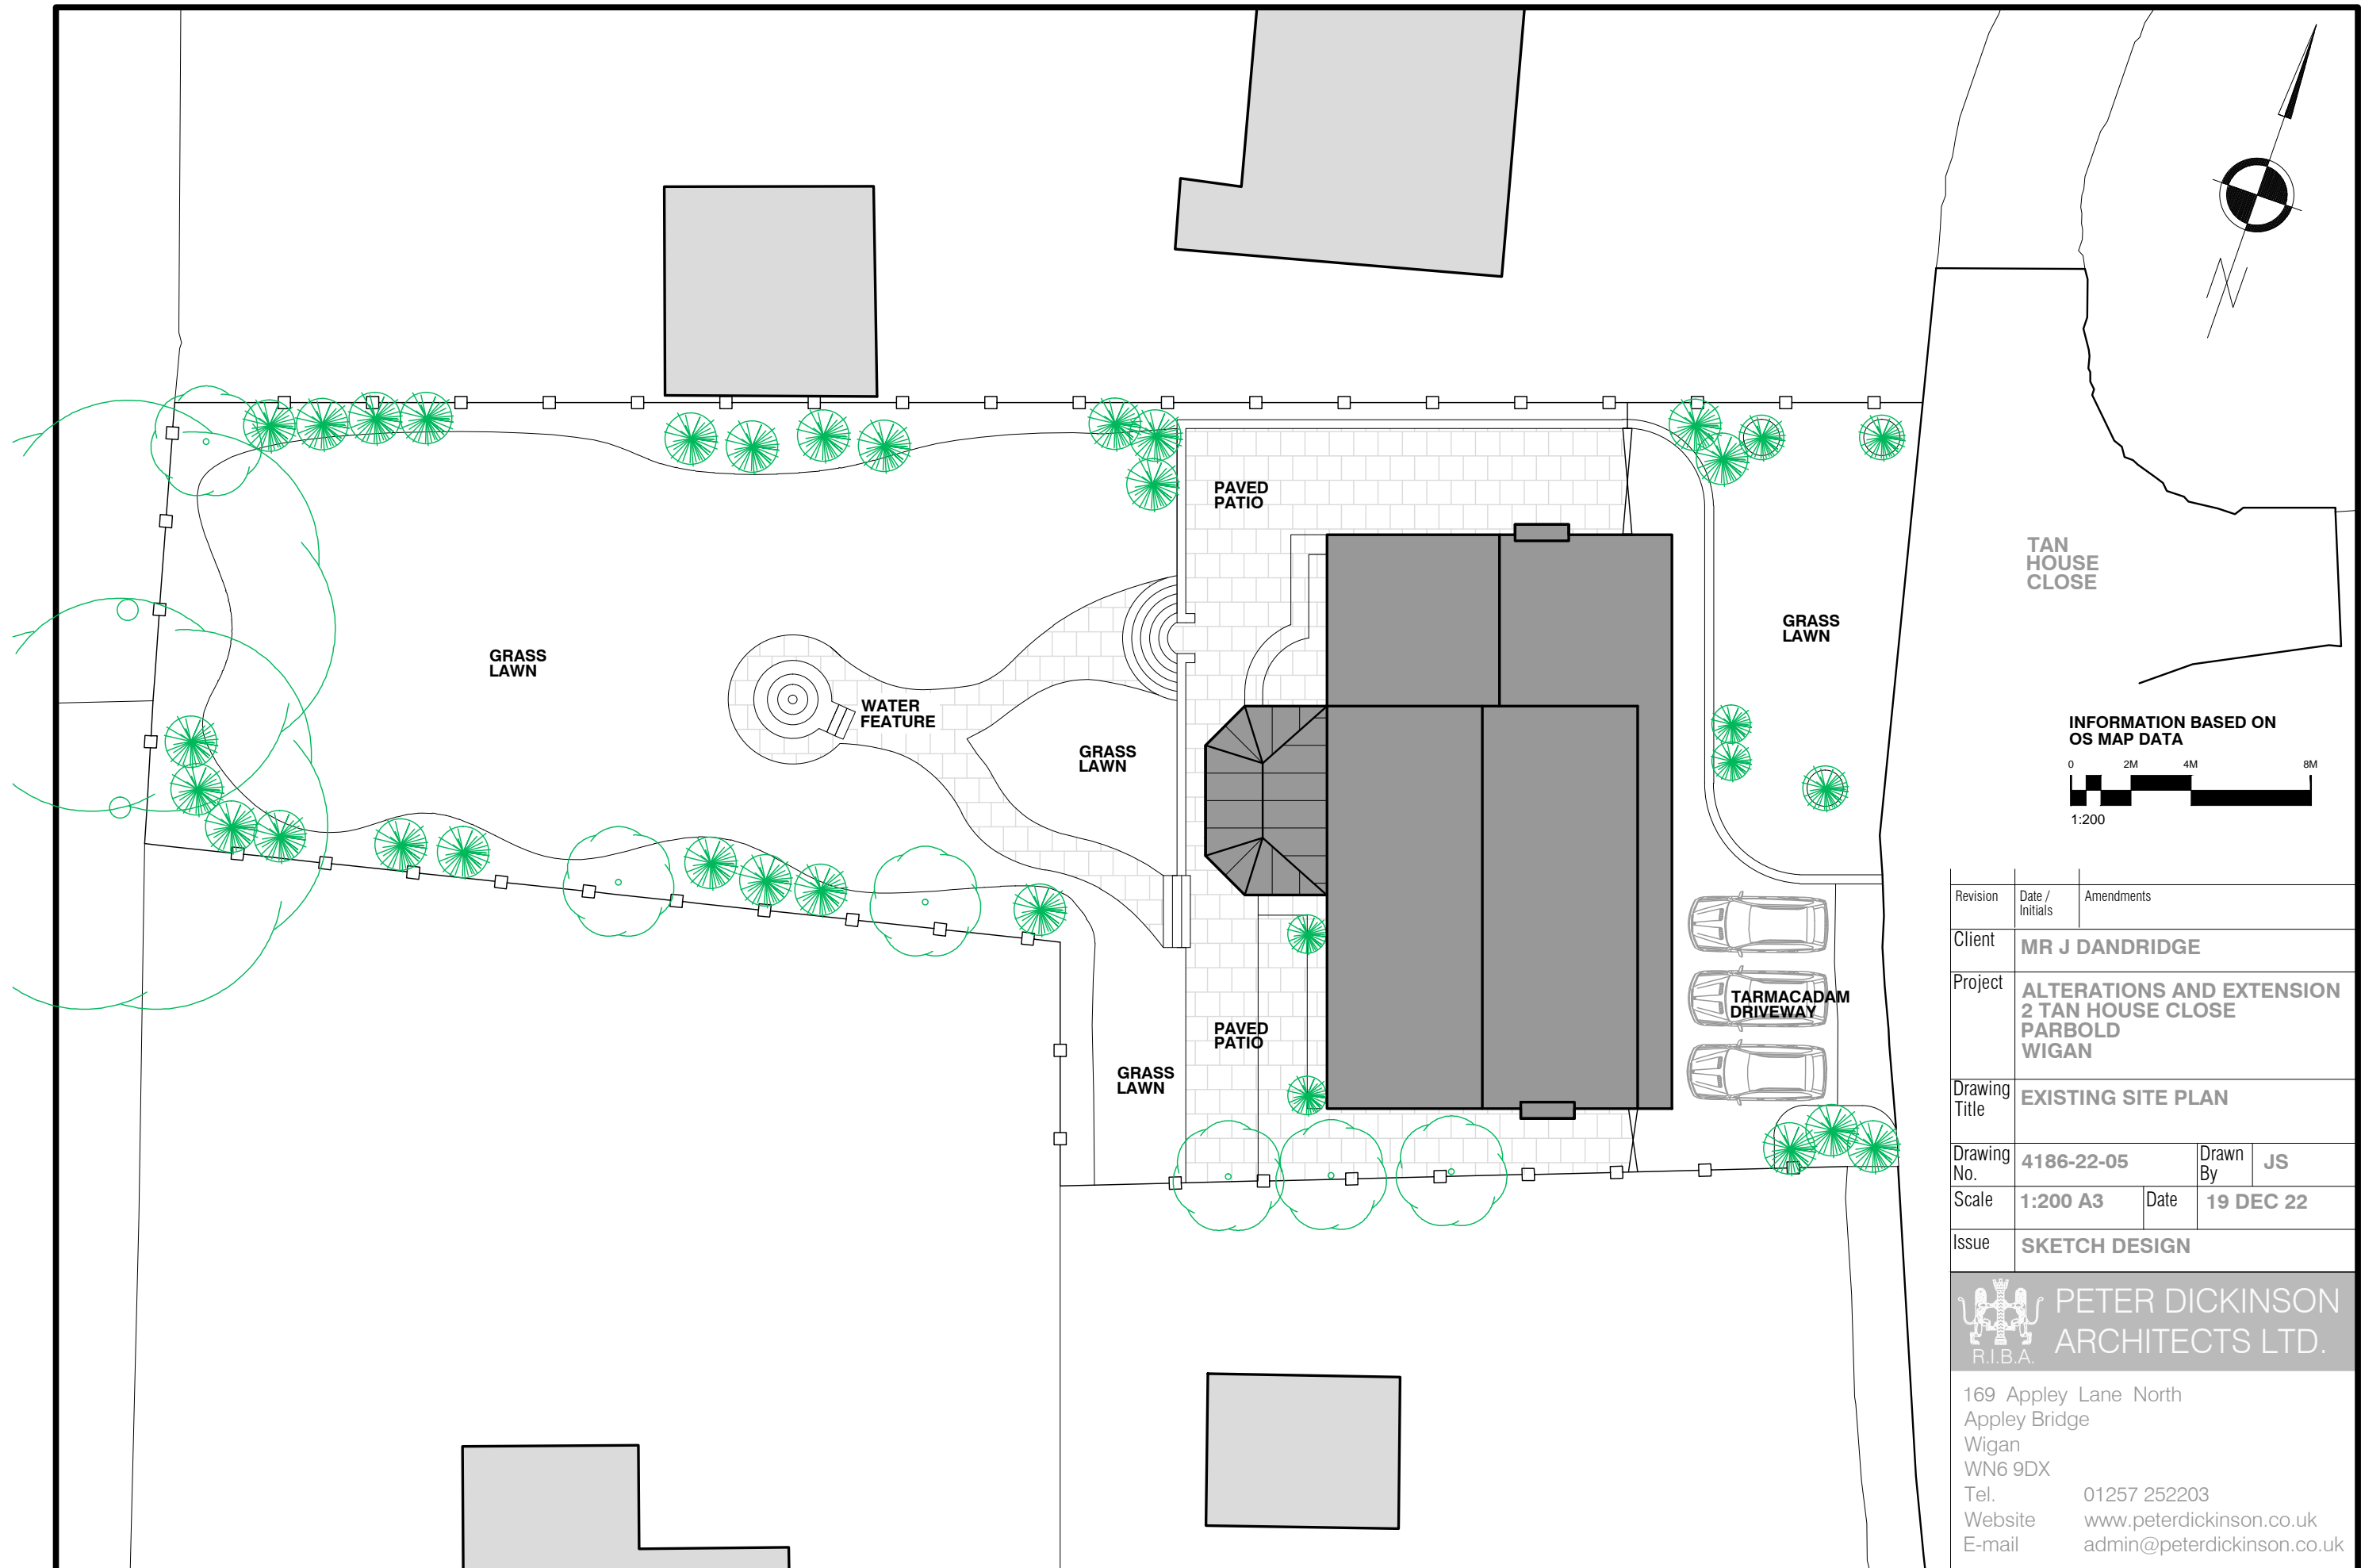 PAVED
PATIO
GRASS
LAWN
WATER
FEATURE
GRASS
LAWN
GRASS
LAWN
TAN
HOUSE
CLOSE
PAVED
PATIO
GRASS
LAWN
TARMACADAM
DRIVEWAY
N
INFORMATION BASED ON
OS MAP DATA
0 2M 4M 8M
1:200
Revision Date / Initials Amendments
Client MR J DANDRIDGE
Project ALTERATIONS AND EXTENSION
2 TAN HOUSE CLOSE
PARBOLD
WIGAN
Drawing Title EXISTING SITE PLAN
Drawing No. 4186-22-05 Drawn By JS
Scale 1:200 A3 Date 19 DEC 22
Issue SKETCH DESIGN
R.I.B.A.
PETER DICKINSON
ARCHITECTS LTD.
169 Appley Lane North
Appley Bridge
Wigan
WN6 9DX
Tel. 01257 252203
Website www.peterdickinson.co.uk
E-mail admin@peterdickinson.co.uk